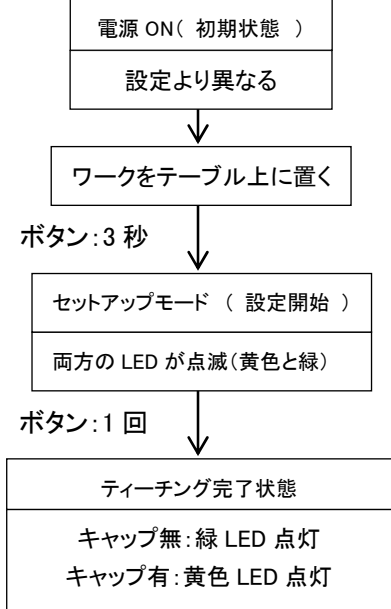 電源 ON( 初期状態 )
設定より異なる
ワークをテーブル上に置く
ボタン:3 秒
セットアップモード ( 設定開始 )
両方の LED が点滅(黄色と緑)
ボタン:1 回
ティーチング完了状態
キャップ無:緑 LED 点灯
キャップ有:黄色 LED 点灯